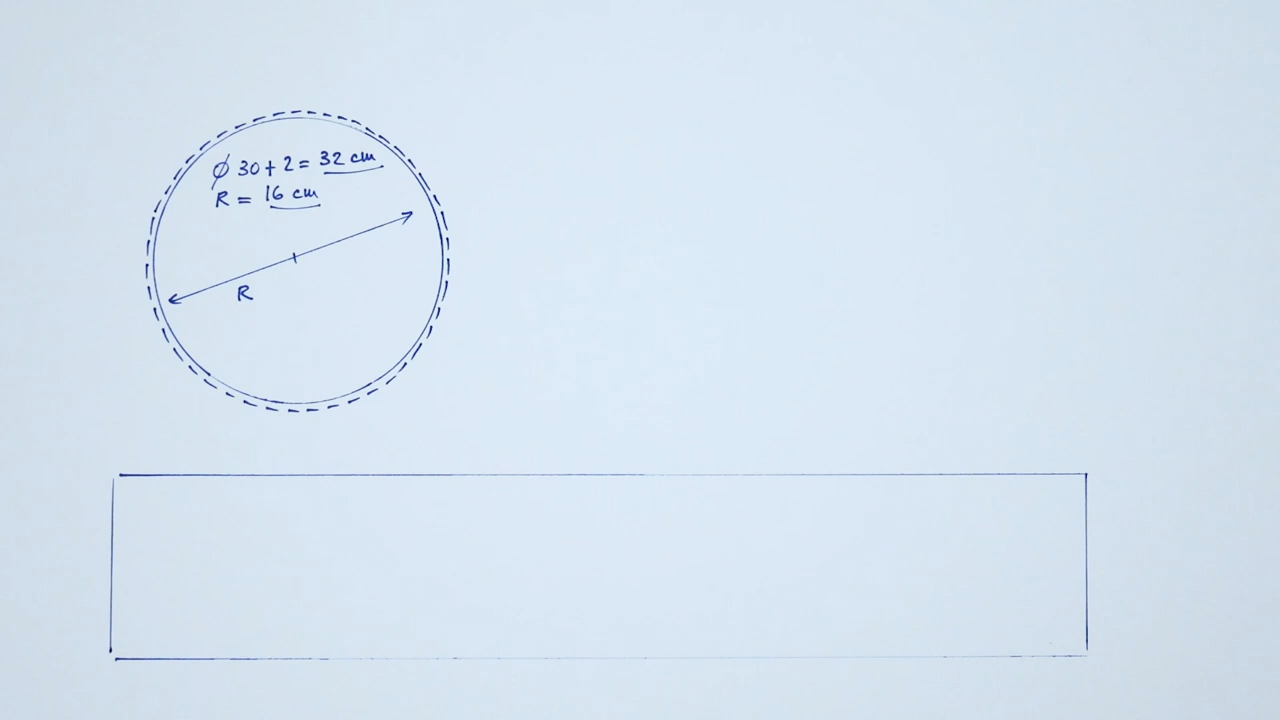 ∅ 30 + 2 = 32 cm
R = 16 cm
R